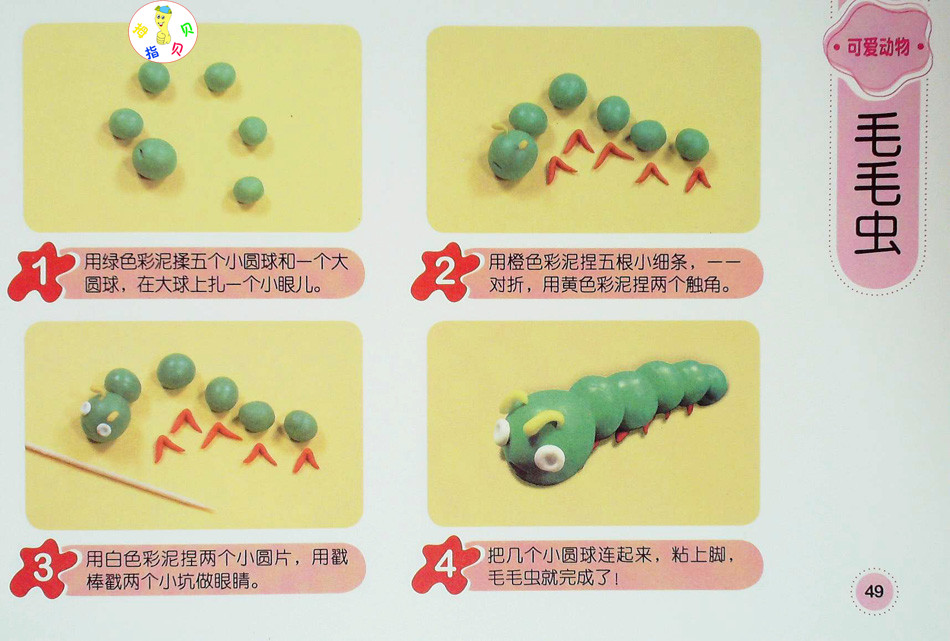 可爱动物
毛毛虫
1
用绿色彩泥揉五个小圆球和一个大
圆球，在大球上扎一个小眼儿。
2
用橙色彩泥捏五根小细条，一一
对折，用黄色彩泥捏两个触角。
3
用白色彩泥捏两个小圆片，用戳
棒戳两个小坑做眼睛。
4
把几个小圆球连起来，粘上脚，
毛毛虫就完成了！
49
指贝贝